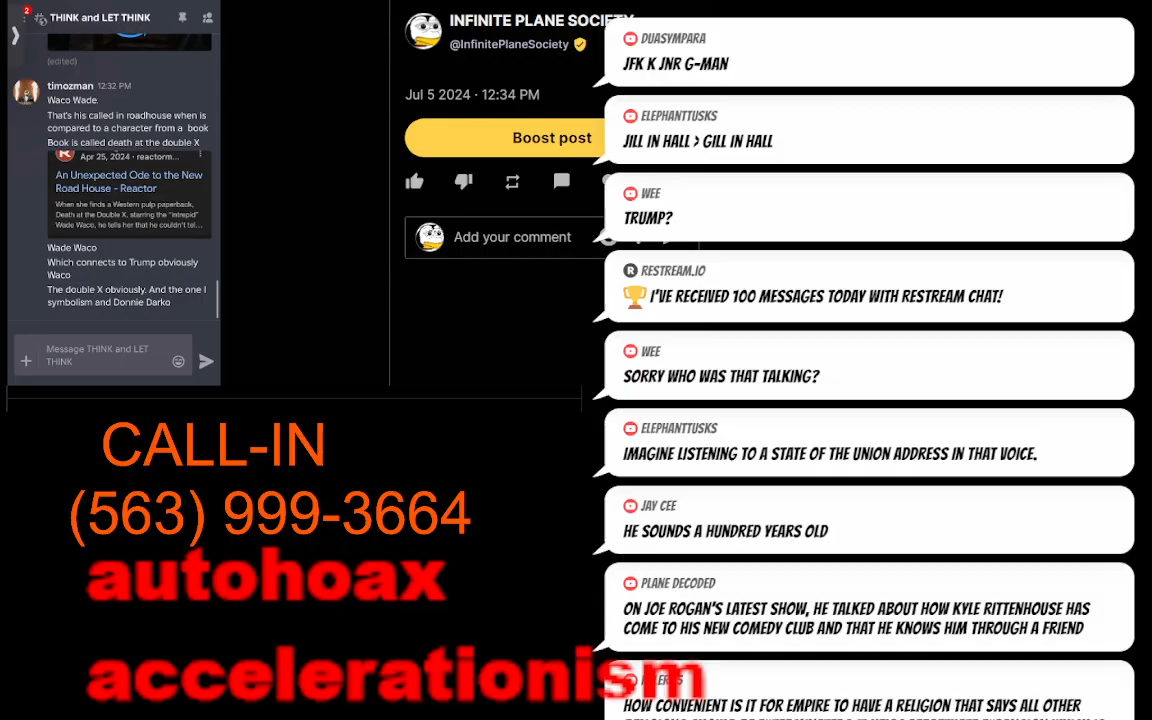 2
THINK and LET THINK
(edited)
timozman 12:32 PM
Waco Wade.
That's his called in roadhouse when is
compared to a character from a book
Book is called death at the double X
Apr 25, 2024 · reactorm...
An Unexpected Ode to the New
Road House - Reactor
When she finds a Western pulp paperback,
Death at the Double X, starring the "intrepid"
Wade Waco, he tells her that he couldn't tel...
Wade Waco
Which connects to Trump obviously
Waco
The double X obviously. And the one I
symbolism and Donnie Darko
Message THINK and LET
THINK
INFINITE PLANE SOCIETY
@InfinitePlaneSociety
Jul 5 2024 · 12:34 PM
Boost post
Add your comment
CALL-IN
(563) 999-3664
autohoax
accelerationism
DUASYMPARA
JFK K JNR G-MAN
ELEPHANTTUSKS
JILL IN HALL > GILL IN HALL
WEE
TRUMP?
RESTREAM.IO
I'VE RECEIVED 100 MESSAGES TODAY WITH RESTREAM CHAT!
WEE
SORRY WHO WAS THAT TALKING?
ELEPHANTTUSKS
IMAGINE LISTENING TO A STATE OF THE UNION ADDRESS IN THAT VOICE.
JAY CEE
HE SOUNDS A HUNDRED YEARS OLD
PLANE DECODED
ON JOE ROGAN'S LATEST SHOW, HE TALKED ABOUT HOW KYLE RITTENHOUSE HAS
COME TO HIS NEW COMEDY CLUB AND THAT HE KNOWS HIM THROUGH A FRIEND
HOW CONVENIENT IS IT FOR EMPIRE TO HAVE A RELIGION THAT SAYS ALL OTHER